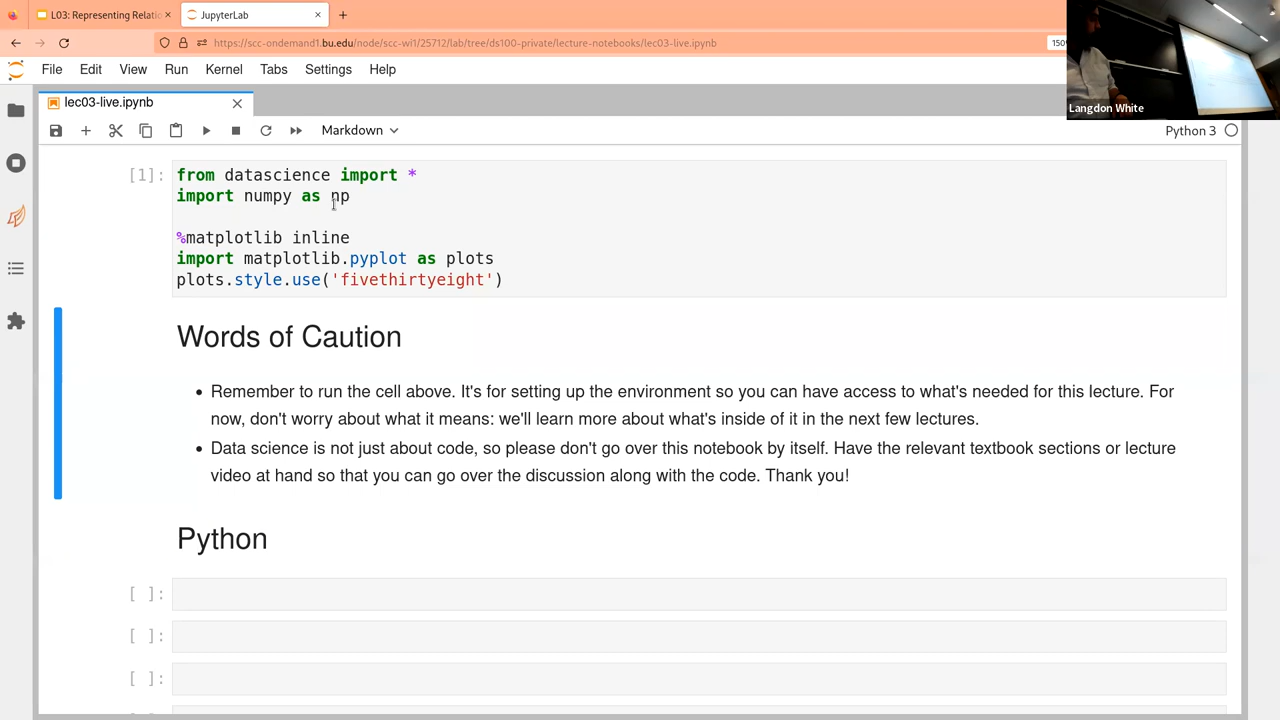 L03: Representing Relati
JupyterLab
https://scc-ondemand1.bu.edu/node/scc-wi1/25712/lab/tree/ds100-private/lecture-notebooks/lec03-live.ipynb
150%
File Edit View Run Kernel Tabs Settings Help
Langdon White
lec03-live.ipynb
Markdown
Python 3
[1]:
from datascience import *
import numpy as np
%matplotlib inline
import matplotlib.pyplot as plots
plots.style.use('fivethirtyeight')
Words of Caution
• Remember to run the cell above. It's for setting up the environment so you can have access to what's needed for this lecture. For
now, don't worry about what it means: we'll learn more about what's inside of it in the next few lectures.
• Data science is not just about code, so please don't go over this notebook by itself. Have the relevant textbook sections or lecture
video at hand so that you can go over the discussion along with the code. Thank you!
Python
[ ]:
[ ]:
[ ]: